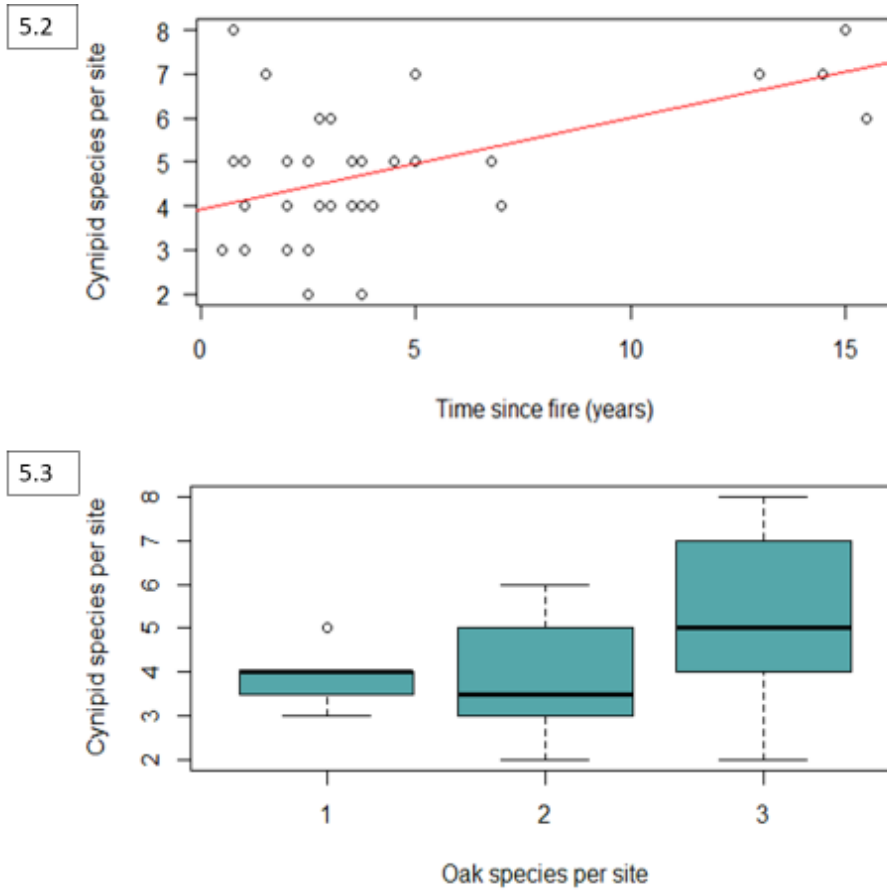 5.2
Cynipid species per site
8
7
6
5
4
3
2
0 5 10 15
Time since fire (years)
5.3
Cynipid species per site
8
7
6
5
4
3
2
1 2 3
Oak species per site